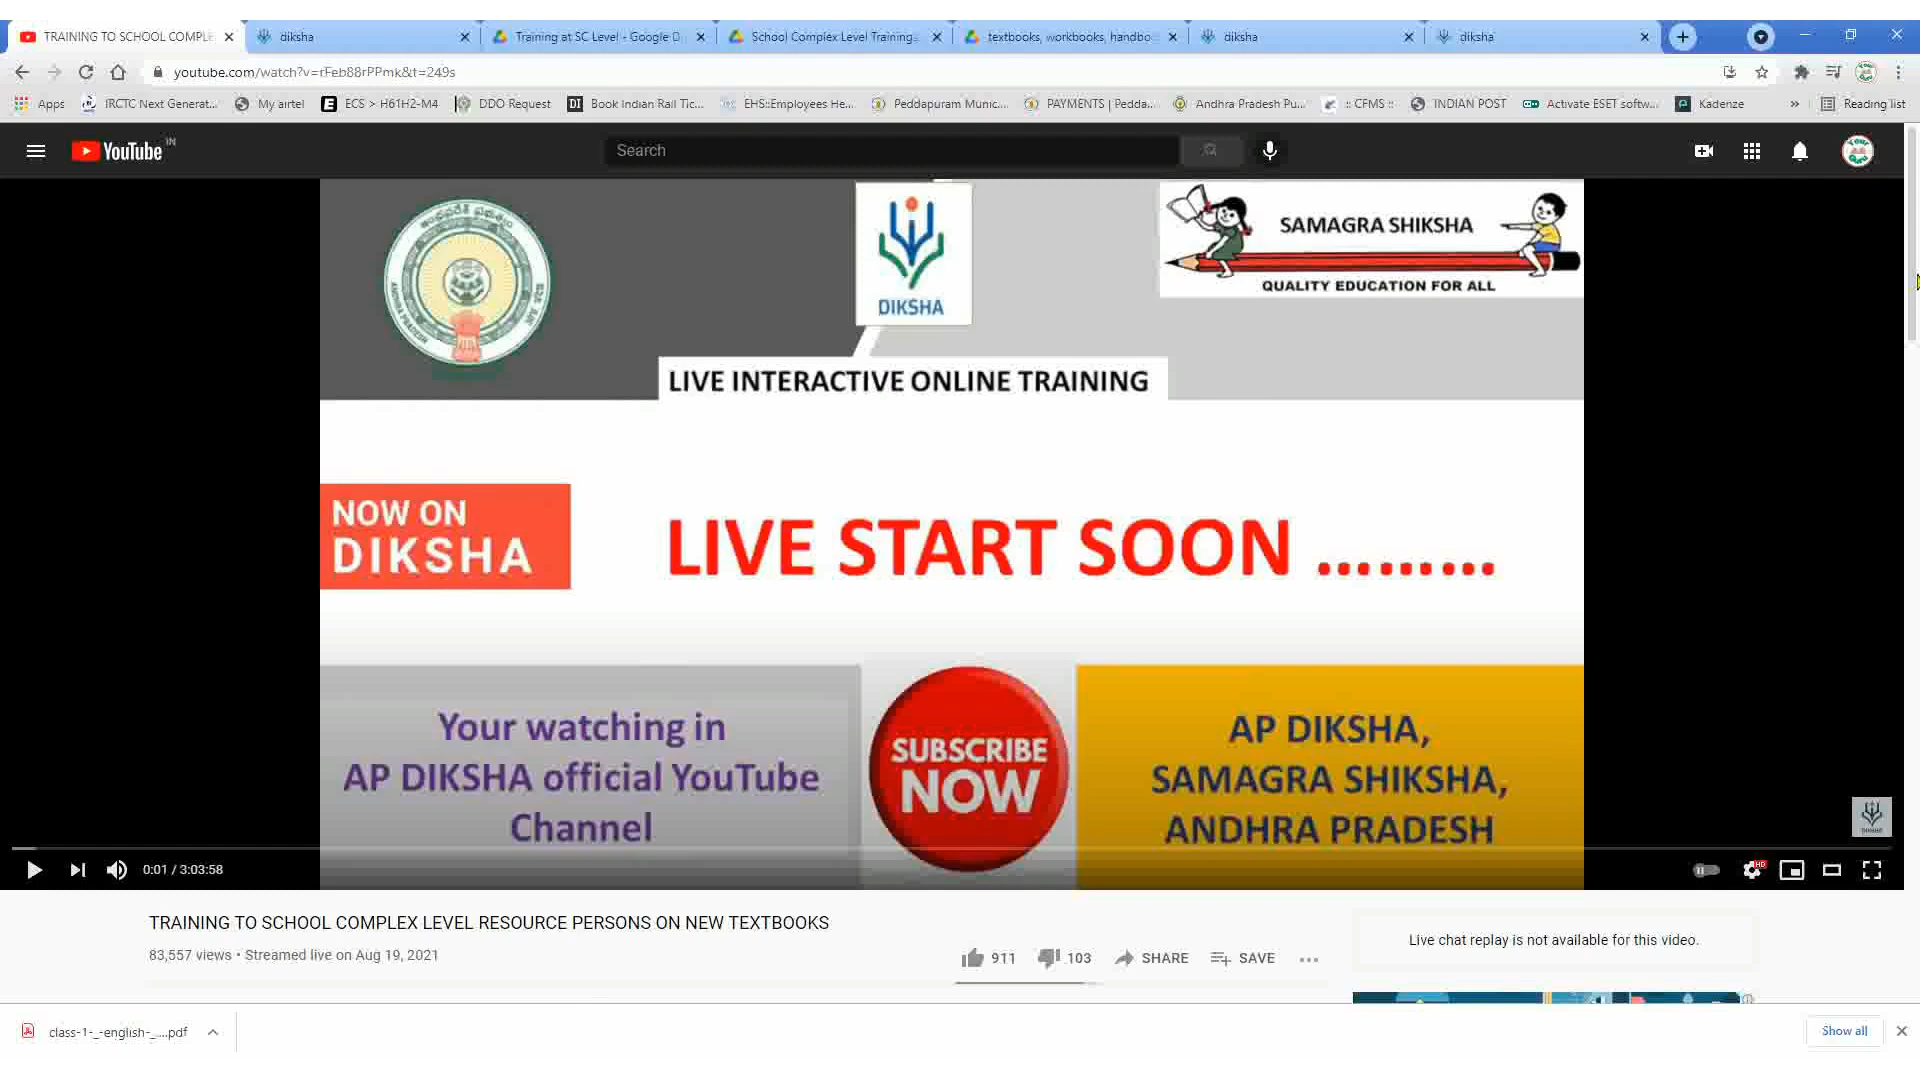 TRAINING TO SCHOOL COMPLE
diksha
Training at SC Level - Google D
School Complex Level Training
textbooks, workbooks, handbo
diksha
diksha
youtube.com/watch?v=rFeb88rPPmk&t=249s
Apps
IRCTC Next Generat...
My airtel
ECS > H61H2-M4
DDO Request
Book Indian Rail Tic...
EHS::Employees He...
Peddapuram Munic...
PAYMENTS | Pedda...
Andhra Pradesh Pu...
:: CFMS ::
INDIAN POST
Activate ESET softw...
Kadenze
»
Reading list
YouTube IN
Search
DIKSHA
SAMAGRA SHIKSHA
QUALITY EDUCATION FOR ALL
LIVE INTERACTIVE ONLINE TRAINING
NOW ON
DIKSHA
LIVE START SOON .........
Your watching in
AP DIKSHA official YouTube
Channel
SUBSCRIBE
NOW
AP DIKSHA,
SAMAGRA SHIKSHA,
ANDHRA PRADESH
0:01 / 3:03:58
HD
TRAINING TO SCHOOL COMPLEX LEVEL RESOURCE PERSONS ON NEW TEXTBOOKS
83,557 views • Streamed live on Aug 19, 2021
911
103
SHARE
SAVE
Live chat replay is not available for this video.
class-1-_-english-_....pdf
Show all